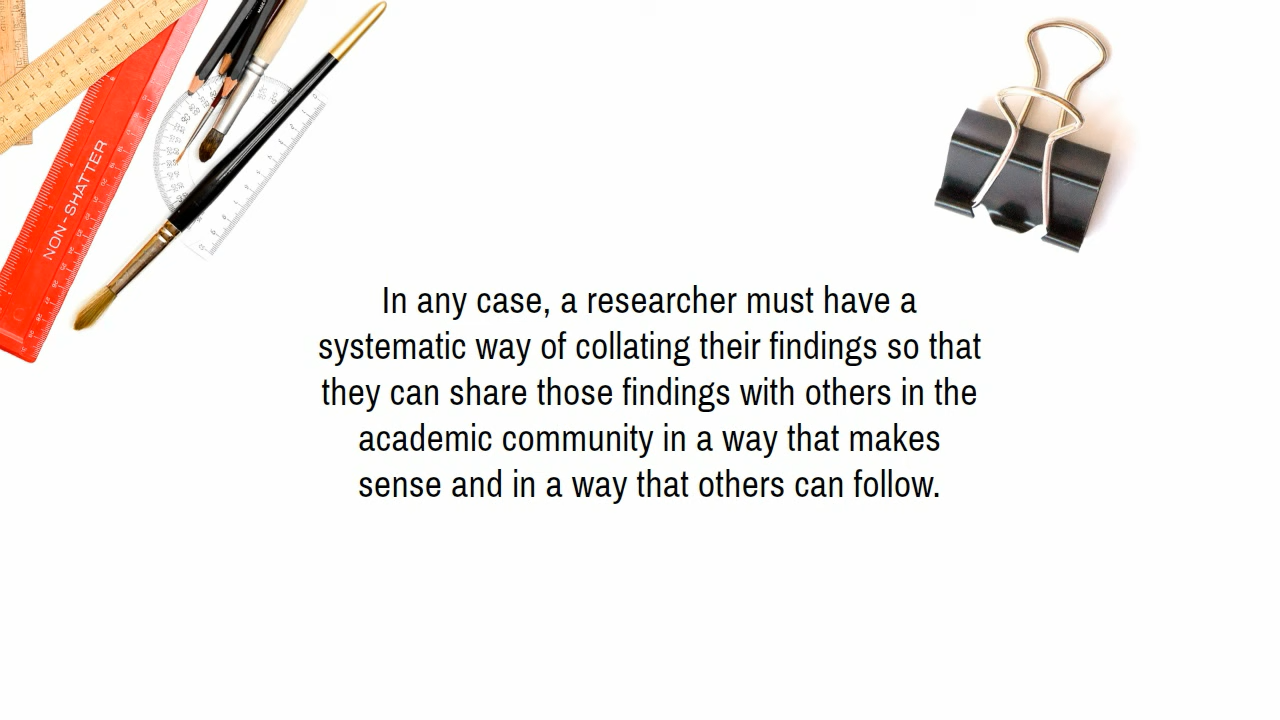 NON-SHATTER
In any case, a researcher must have a
systematic way of collating their findings so that
they can share those findings with others in the
academic community in a way that makes
sense and in a way that others can follow.